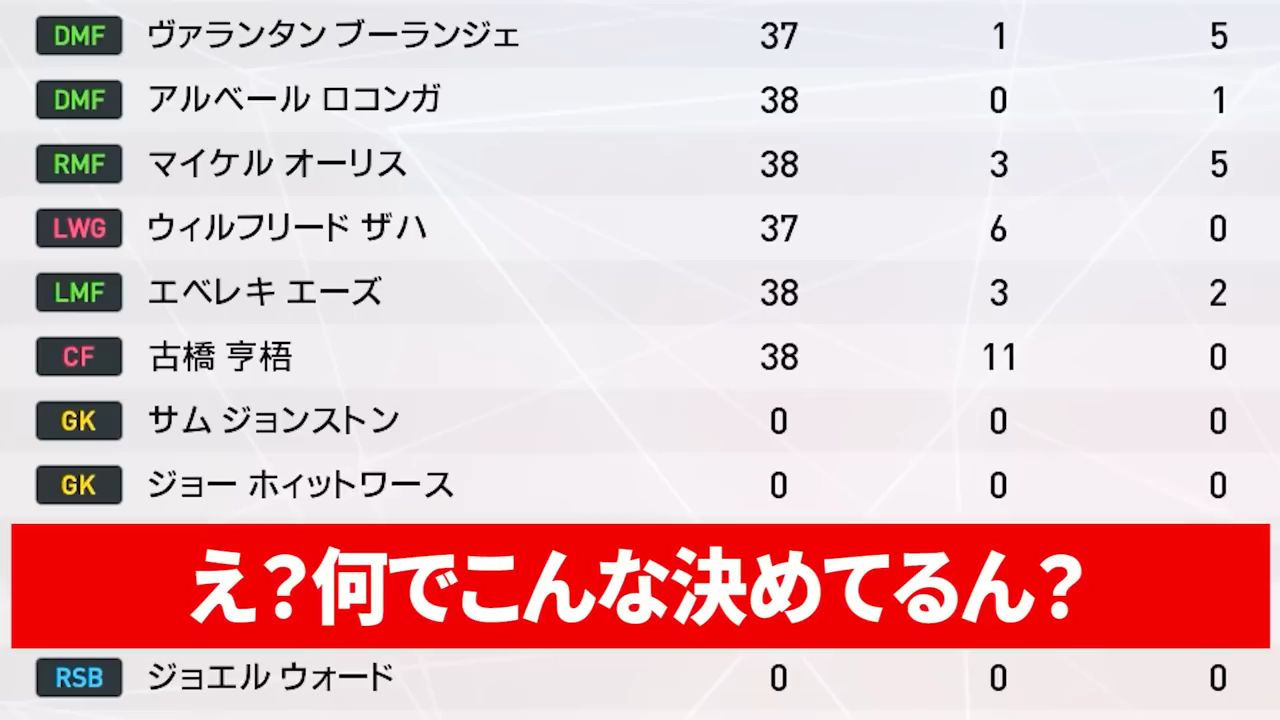 DMF ヴァランタン ブーランジェ 37 1 5
DMF アルベール ロコンガ 38 0 1
RMF マイケル オーリス 38 3 5
LWG ウィルフリード ザハ 37 6 0
LMF エベレキ エーズ 38 3 2
CF 古橋 亨梧 38 11 0
GK サム ジョンストン 0 0 0
GK ジョー ホィットワース 0 0 0
え?何でこんな決めてるん?
RSB ジョエル ウォード 0 0 0